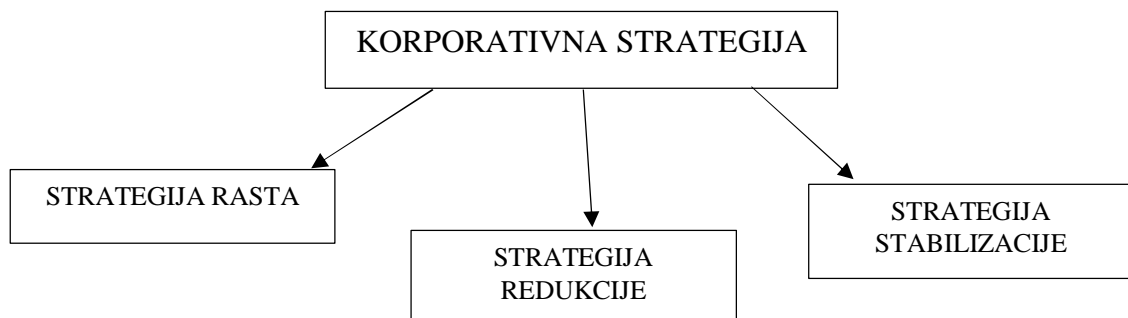 KORPORATIVNA STRATEGIJA
STRATEGIJA RASTA
STRATEGIJA
REDUKCIJE
STRATEGIJA
STABILIZACIJE